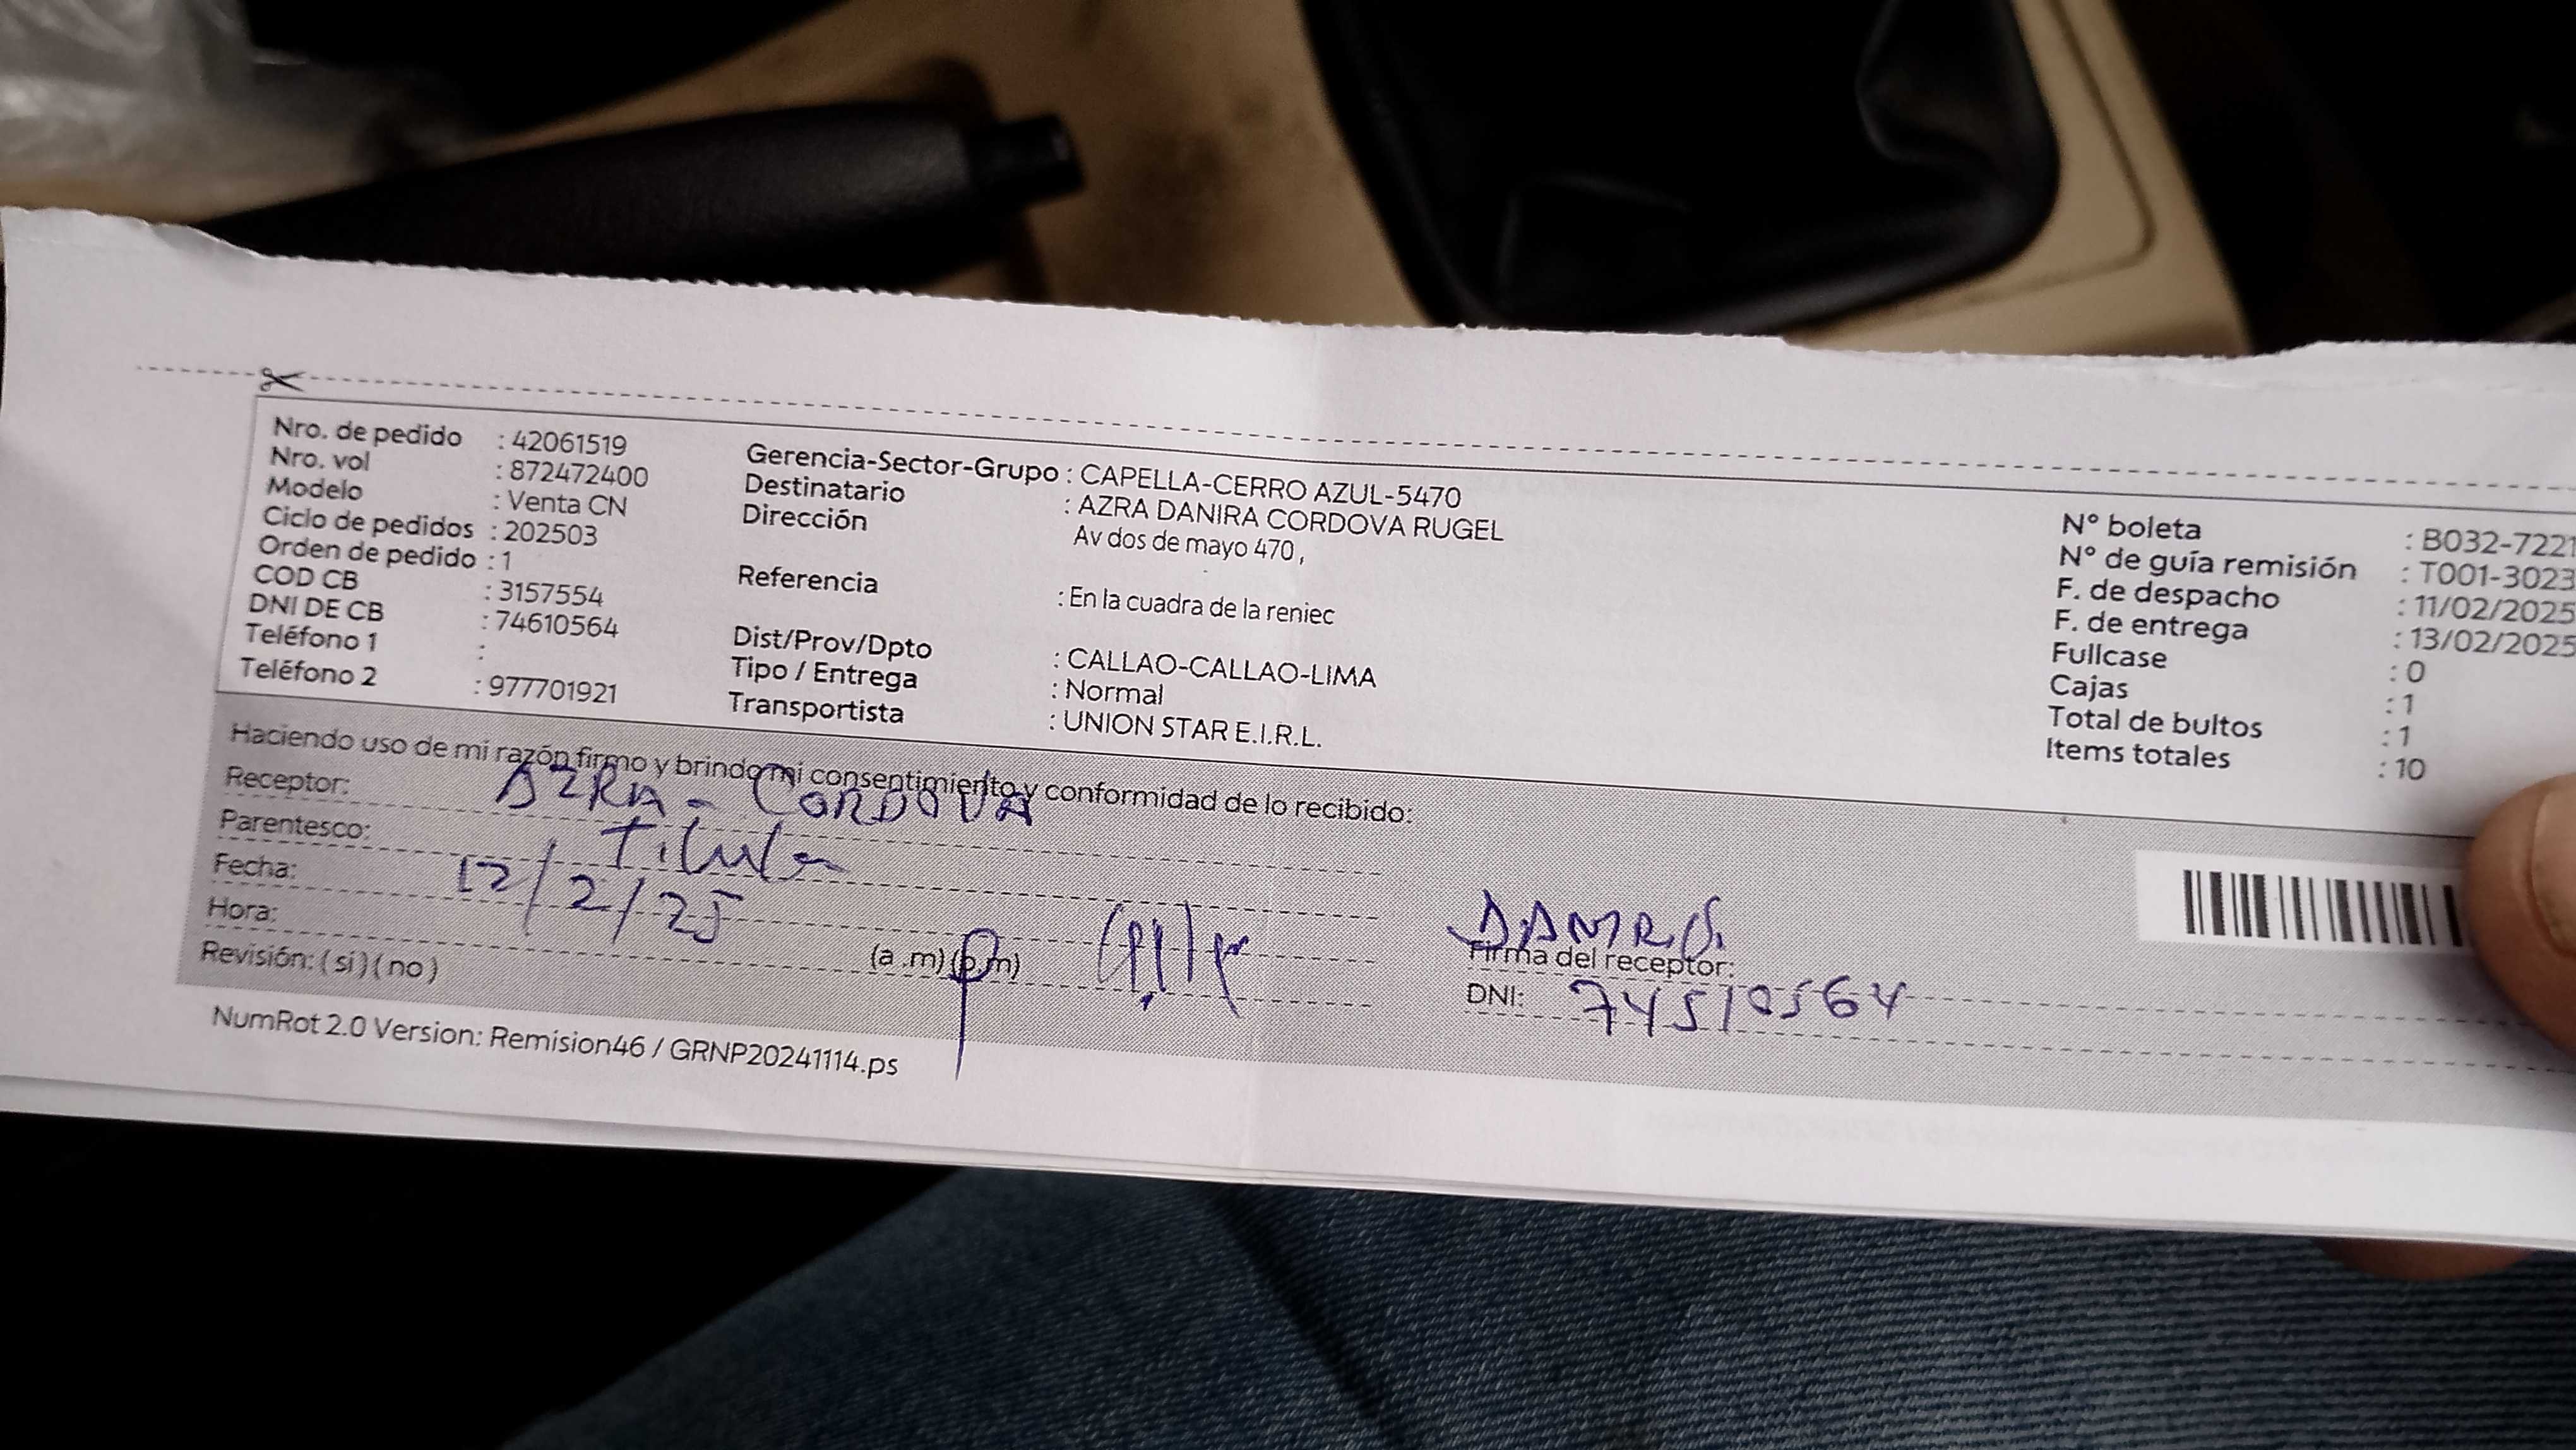 Nro. de pedido : 42061519
Nro. vol : 872472400
Modelo : Venta CN
Ciclo de pedidos : 202503
Orden de pedido : 1
COD CB : 3157554
DNI DE CB : 74610564
Teléfono 1 :
Teléfono 2 : 977701921
Gerencia-Sector-Grupo : CAPELLA-CERRO AZUL-5470
Destinatario : AZRA DANIRA CORDOVA RUGEL
Dirección Av dos de mayo 470 ,
Referencia : En la cuadra de la reniec
Dist/Prov/Dpto : CALLAO-CALLAO-LIMA
Tipo / Entrega : Normal
Transportista : UNION STAR E.I.R.L.
N° boleta : B032-7221
N° de guía remisión : T001-3023
F. de despacho : 11/02/2025
F. de entrega : 13/02/2025
Fullcase : 0
Cajas : 1
Total de bultos : 1
Items totales : 10
Haciendo uso de mi razón firmo y brindo mi consentimiento y conformidad de lo recibido:
Receptor: AZRA - CORDOVA
Parentesco: Titular
Fecha: 12/2/25
Hora: (a .m) (p.m)
Revisión: ( si ) ( no )
Firma del receptor:
DNI: 74510564
NumRot 2.0 Version: Remision46 / GRNP20241114.ps